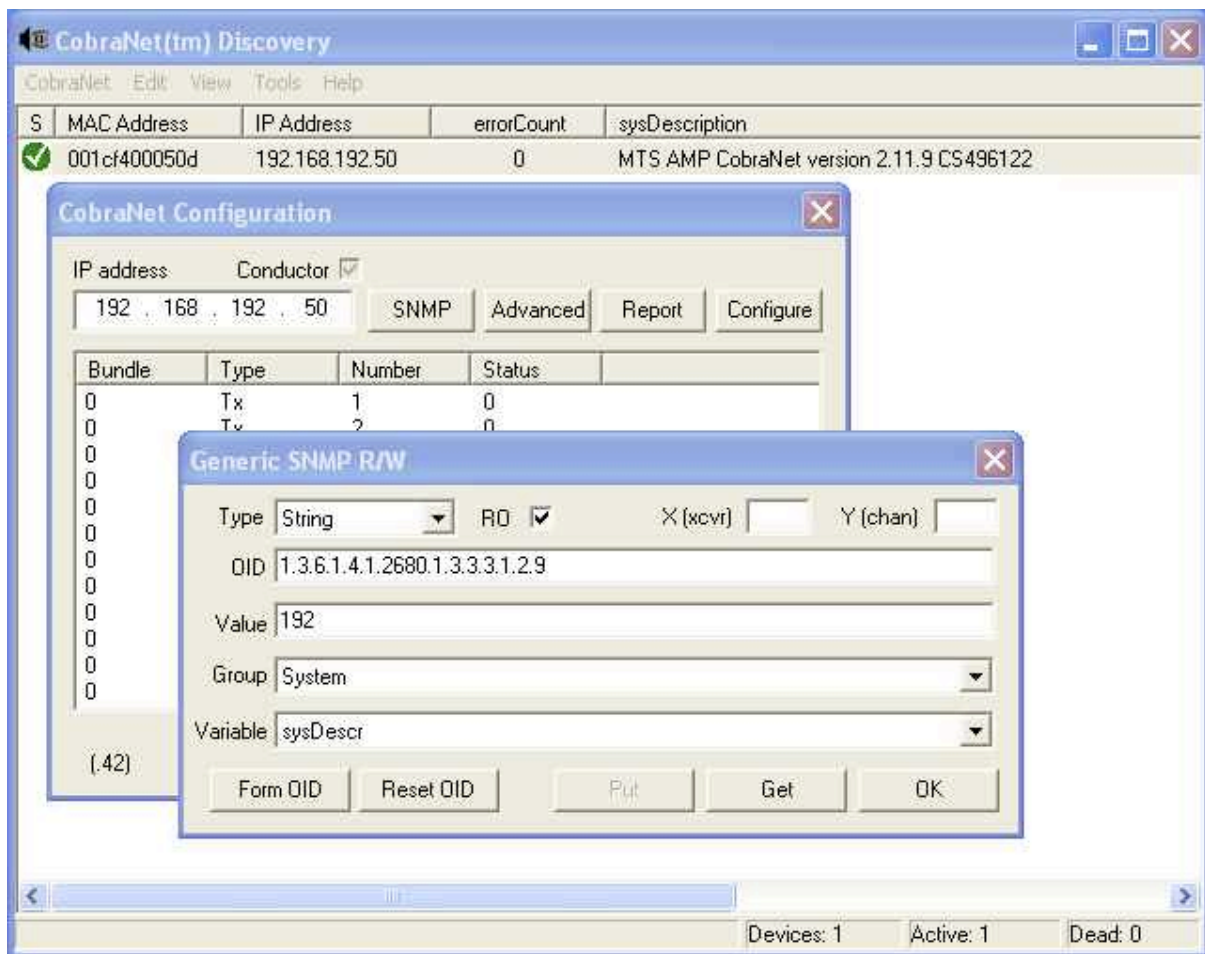 CobraNet(tm) Discovery
CobraNet Edit View Tools Help
S MAC Address IP Address errorCount sysDescription
001cf400050d 192.168.192.50 0 MTS AMP CobraNet version 2.11.9 CS496122
CobraNet Configuration
IP address Conductor
192 . 168 . 192 . 50 SNMP Advanced Report Configure
Bundle Type Number Status
0 Tx 1 0
0 Tx 2 0
0
0
0
0
0
0
0
0
0
0
(.42)
Generic SNMP R/W
Type String RO X (xcvr) Y (chan)
OID 1.3.6.1.4.1.2680.1.3.3.3.1.2.9
Value 192
Group System
Variable sysDescr
Form OID Reset OID Put Get OK
Devices: 1 Active: 1 Dead: 0